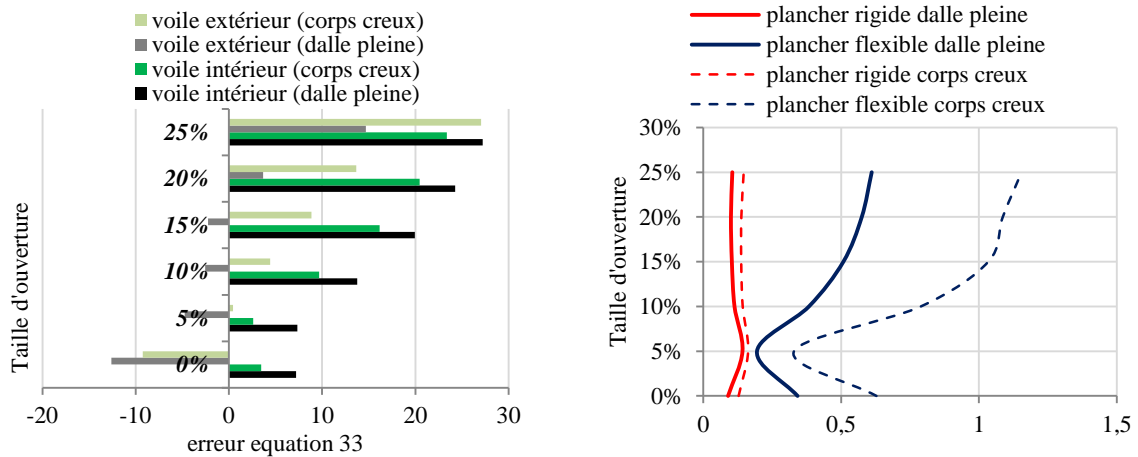 voile extérieur (corps creux)
voile extérieur (dalle pleine)
voile intérieur (corps creux)
voile intérieur (dalle pleine)
Taille d'ouverture
25%
20%
15%
10%
5%
0%
-20 -10 0 10 20 30
erreur equation 33
plancher rigide dalle pleine
plancher flexible dalle pleine
plancher rigide corps creux
plancher flexible corps creux
Taille d'ouverture
30%
25%
20%
15%
10%
5%
0%
0 0,5 1 1,5